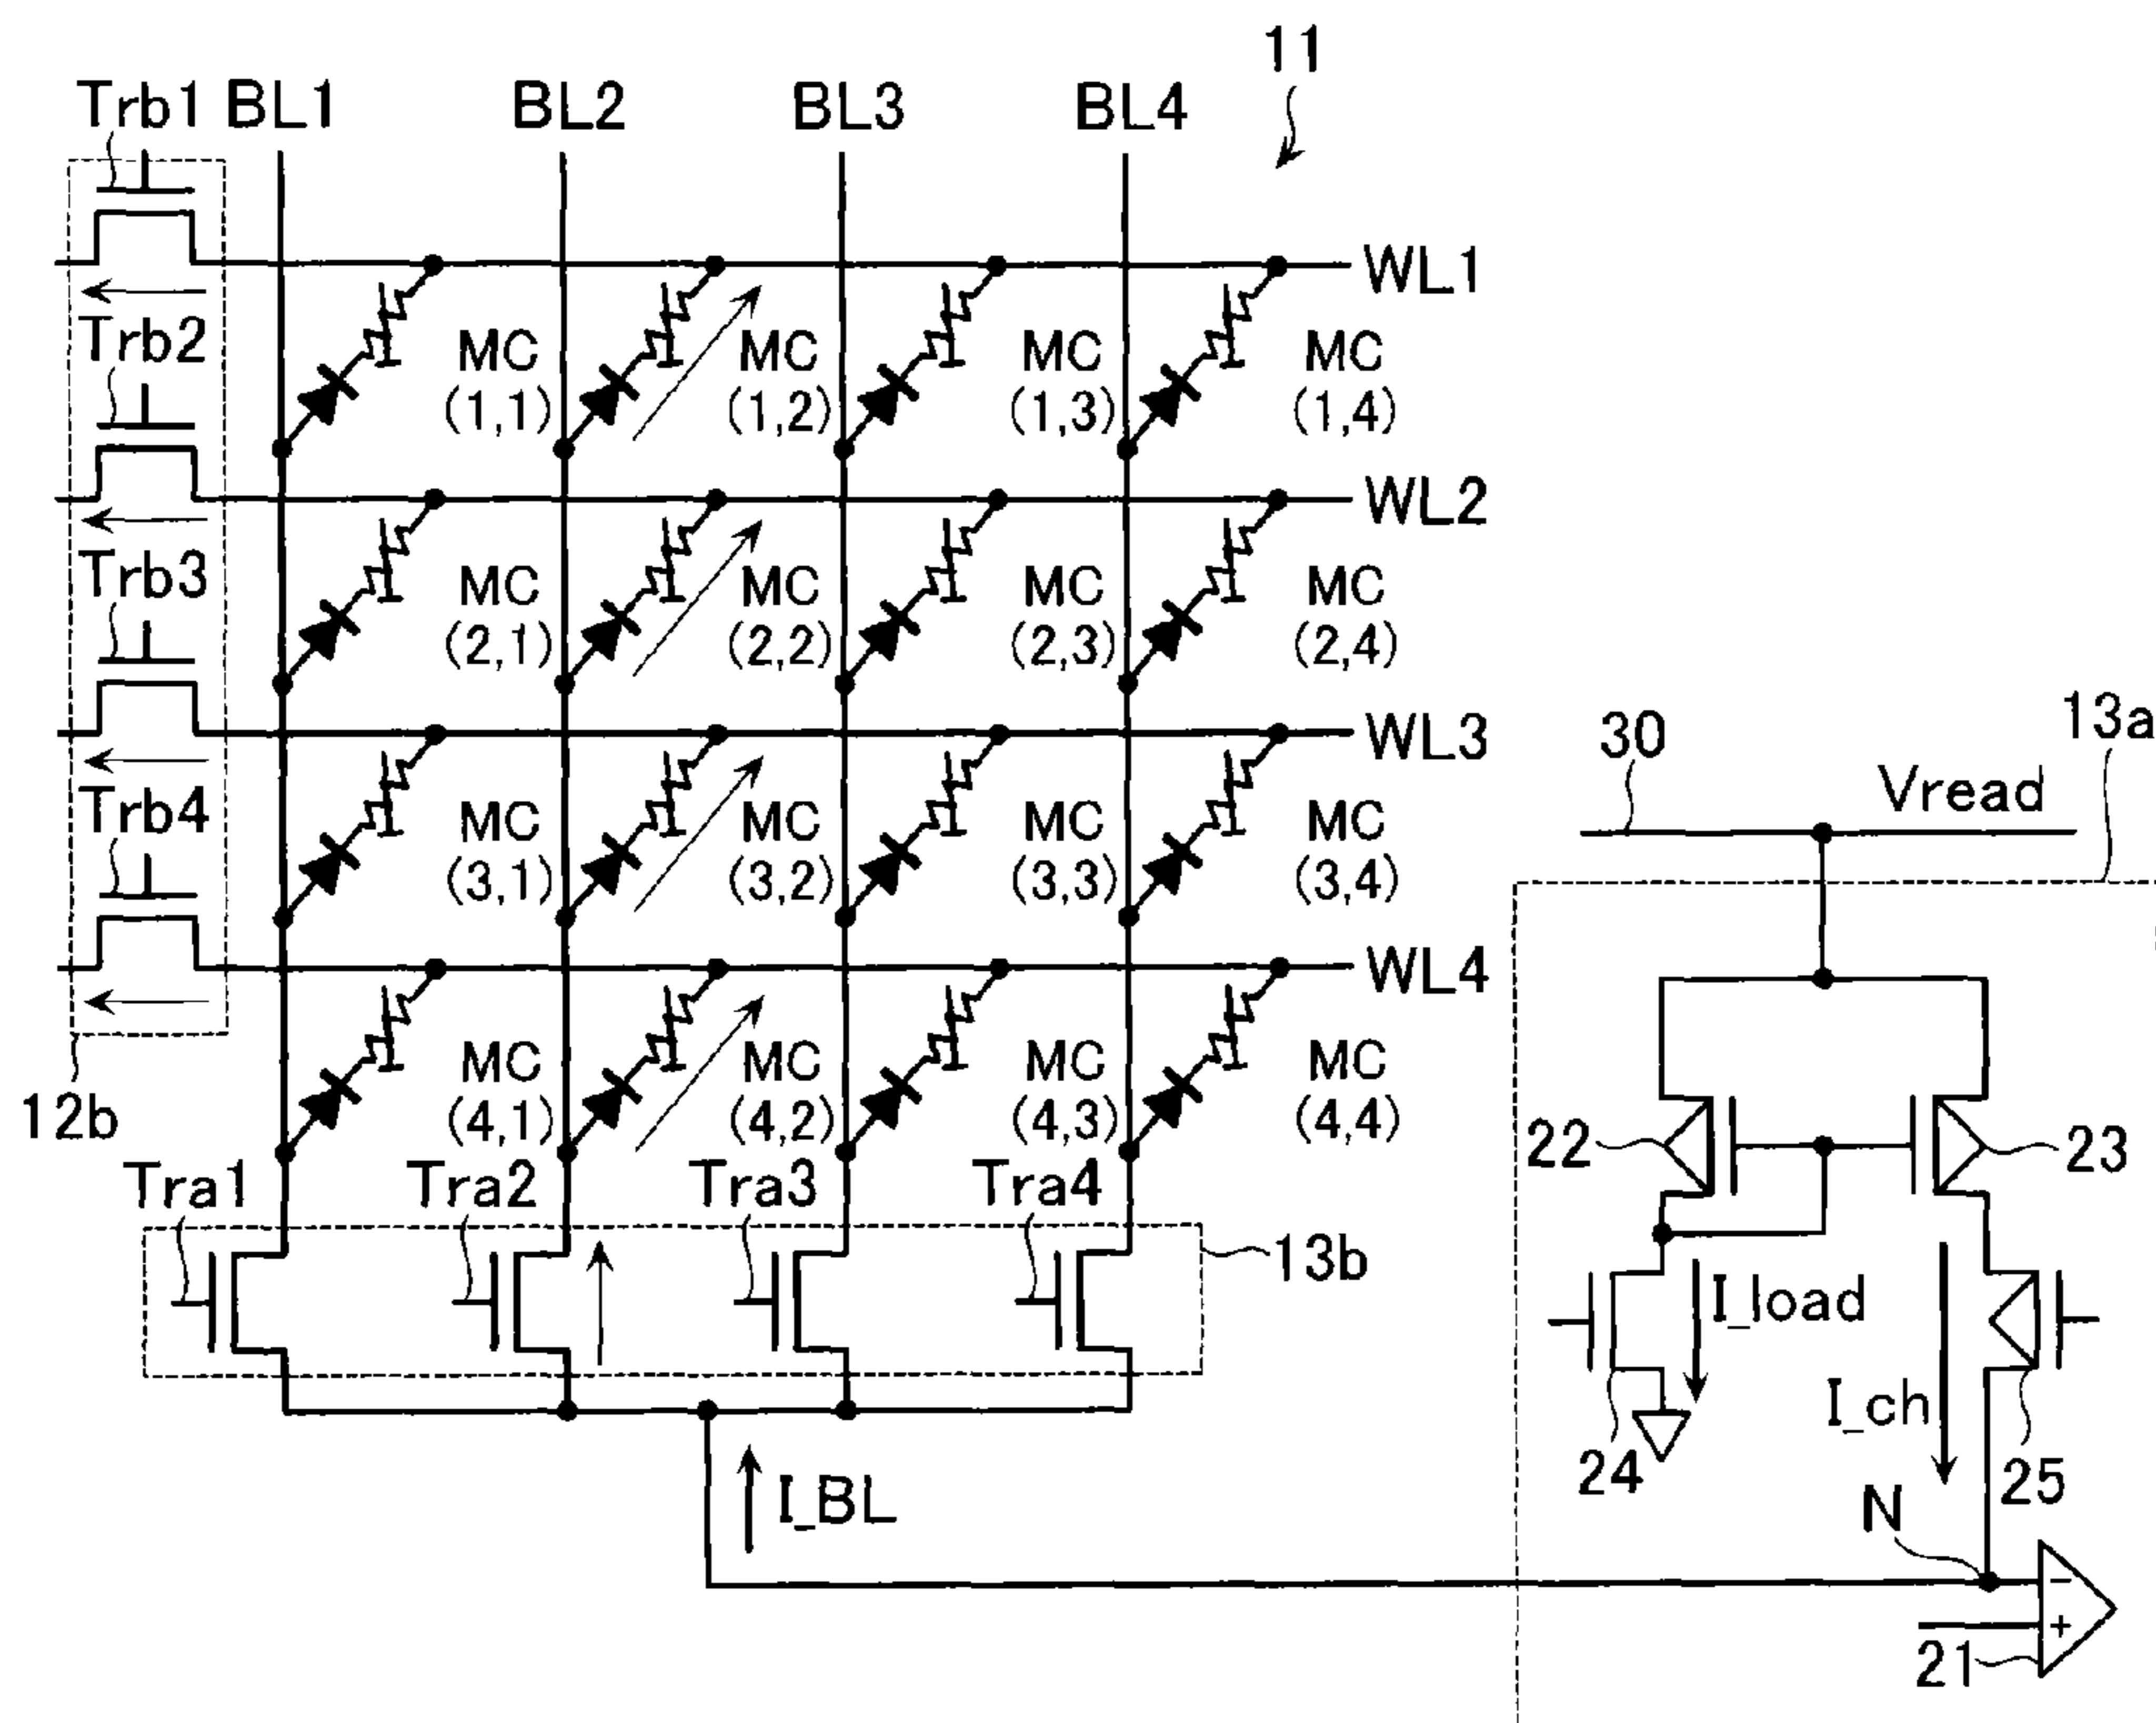 11
Trb1 BL1 BL2 BL3 BL4
WL1
Trb2
MC (1,1)
MC (1,2)
MC (1,3)
MC (1,4)
WL2
Trb3
MC (2,1)
MC (2,2)
MC (2,3)
MC (2,4)
WL3
Trb4
MC (3,1)
MC (3,2)
MC (3,3)
MC (3,4)
WL4
MC (4,1)
MC (4,2)
MC (4,3)
MC (4,4)
12b
Tra1 Tra2 Tra3 Tra4
13b
I_BL
13a
30
Vread
22
23
I_load
I_ch
24
25
N
−
+
21